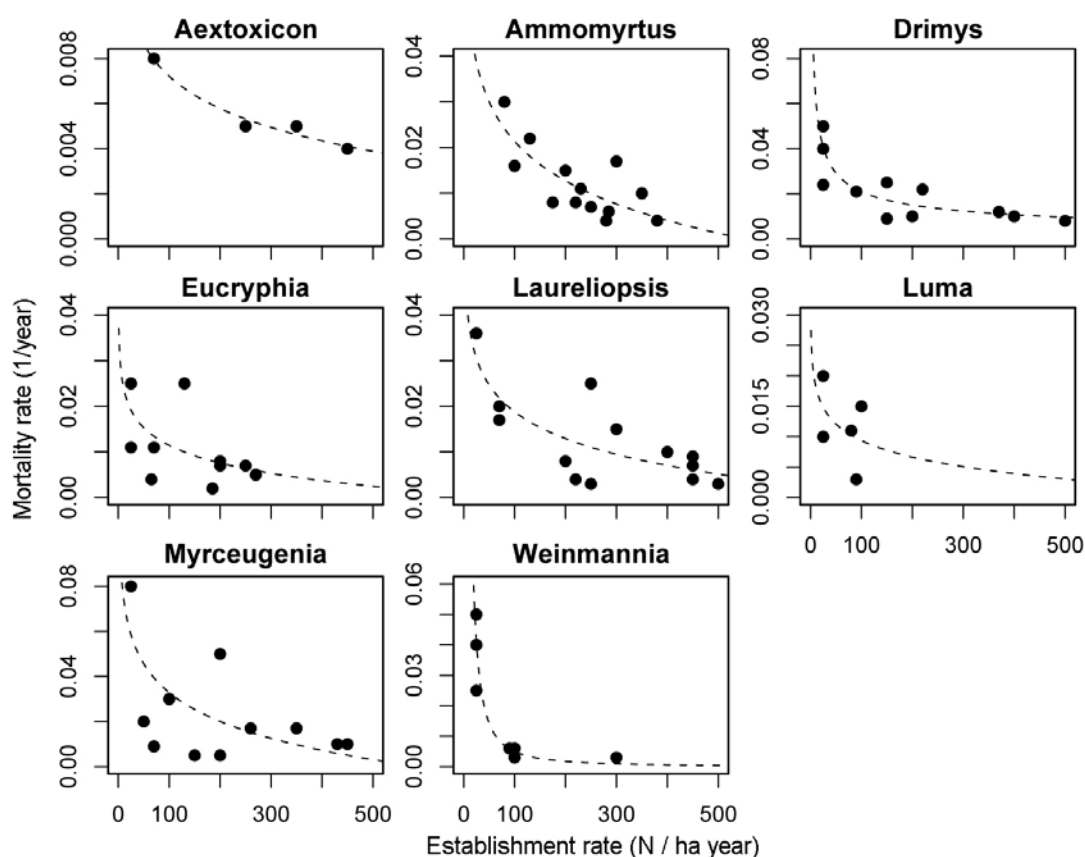 Aextoxicon
Ammomyrtus
Drimys
0.000 0.004 0.008
0.00 0.02 0.04
0.00 0.04 0.08
Eucryphia
Laureliopsis
Luma
Mortality rate (1/year)
0.00 0.02 0.04
0.00 0.02 0.04
0.000 0.015 0.030
0 100 300 500
Myrceugenia
Weinmannia
0.00 0.04 0.08
0.00 0.03 0.06
0 100 300 500
0 100 300 500
Establishment rate (N / ha year)